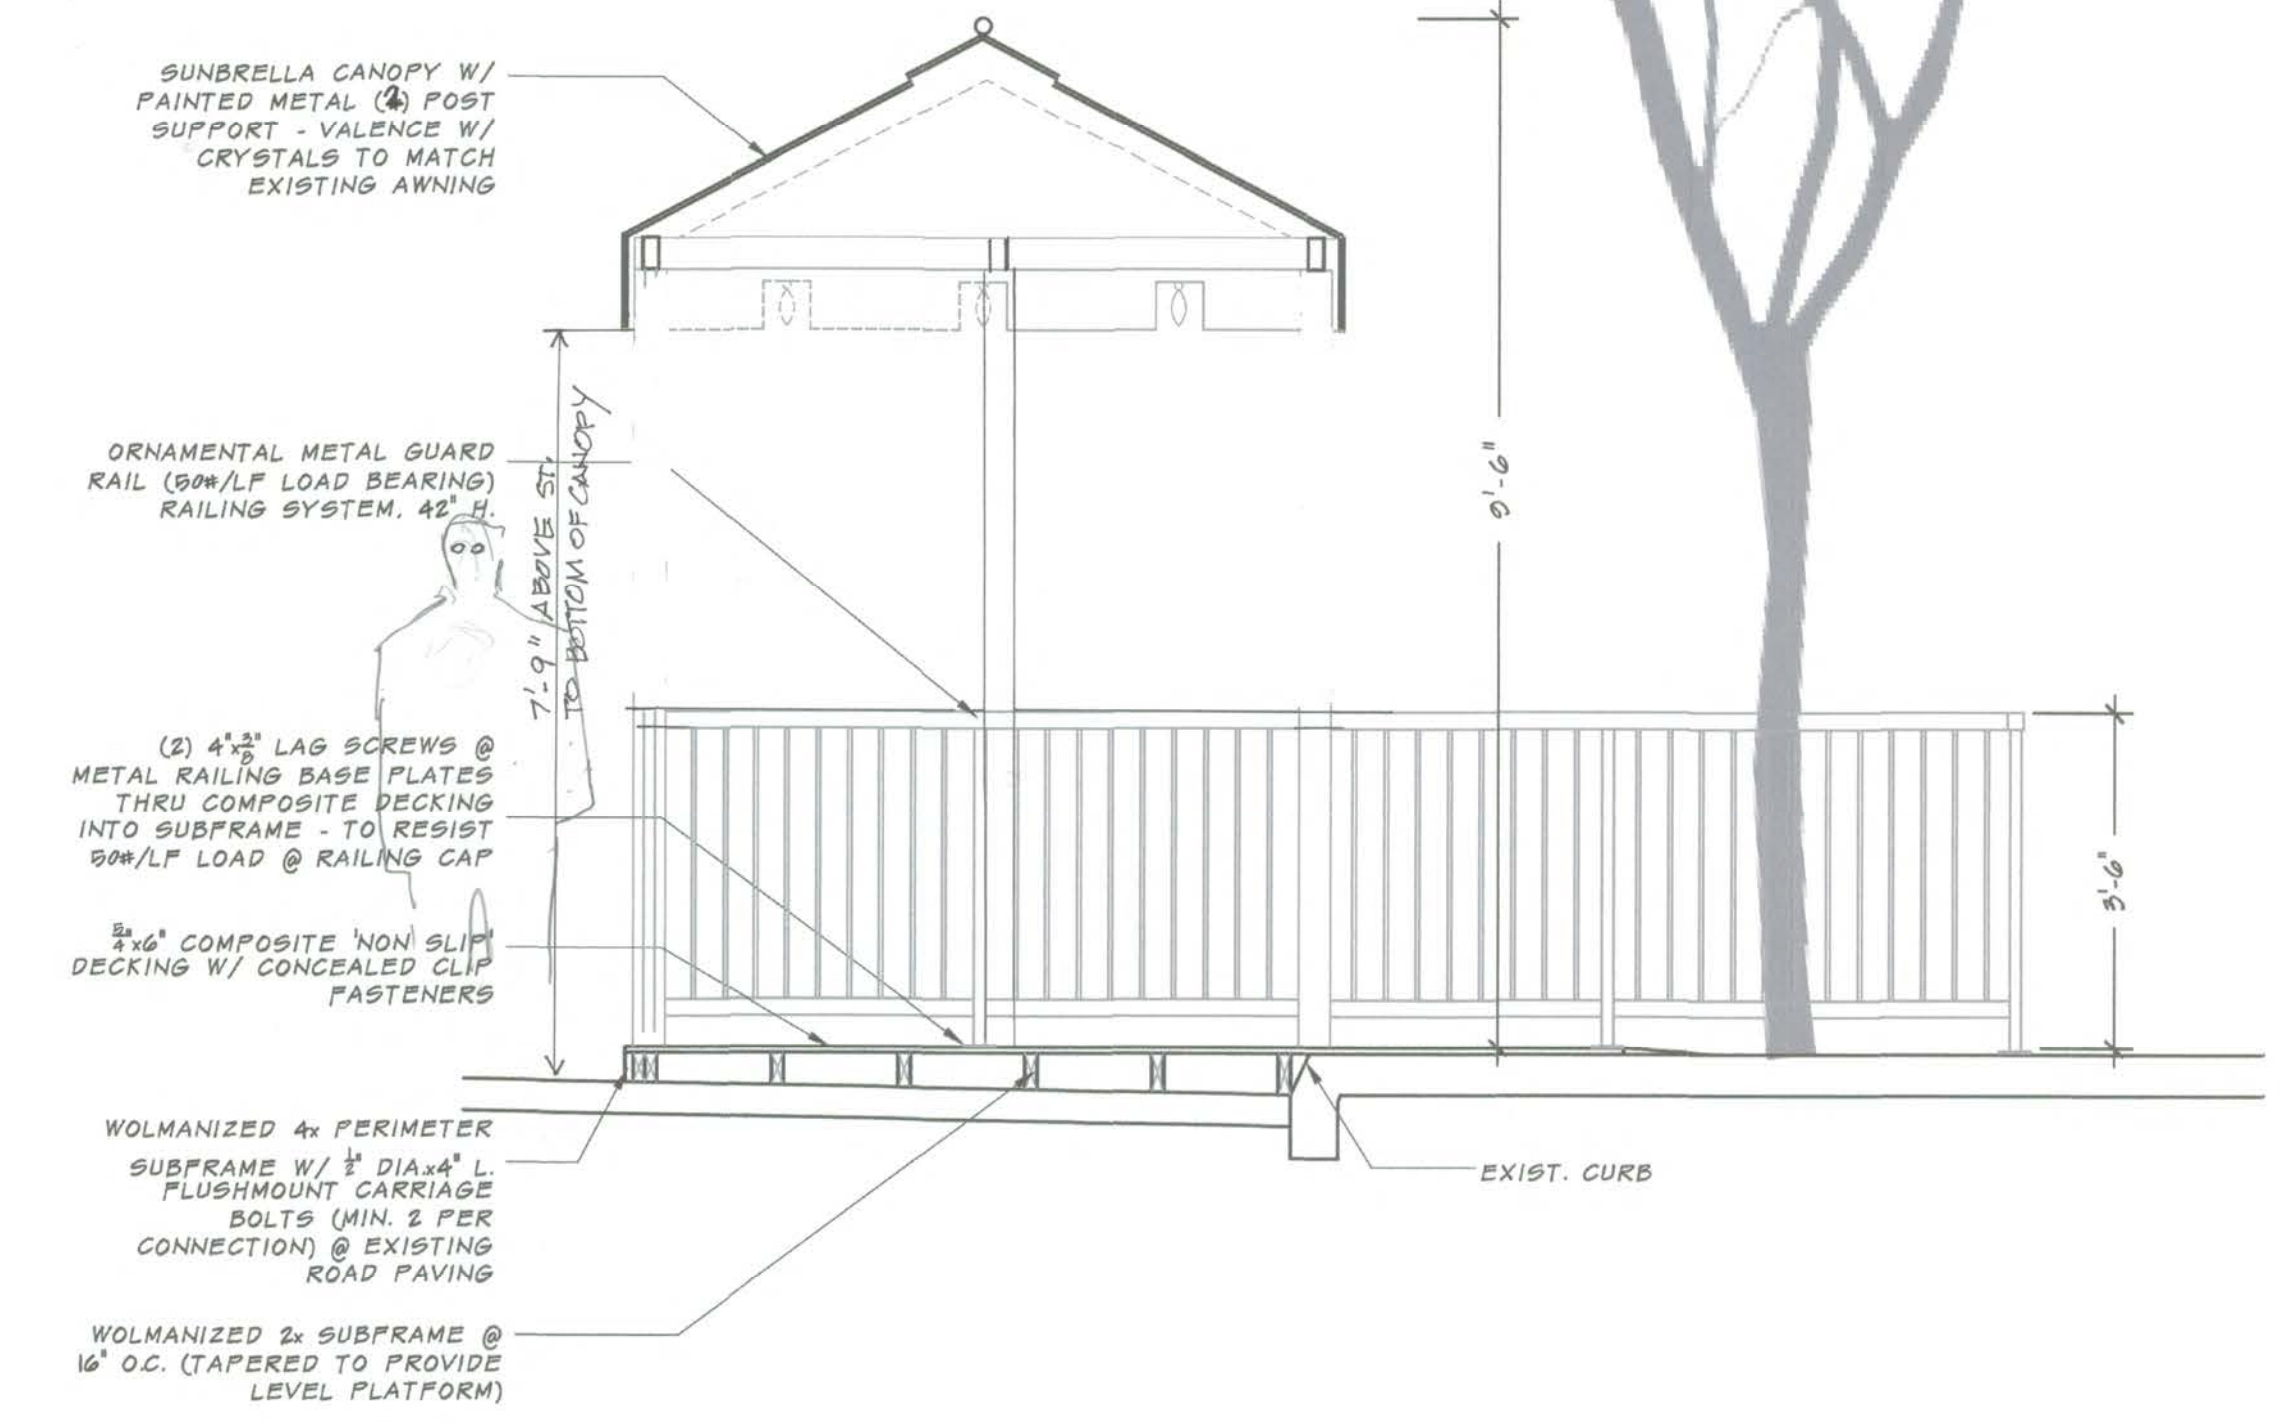 SUNBRELLA CANOPY W/
PAINTED METAL (2) POST
SUPPORT - VALENCE W/
CRYSTALS TO MATCH
EXISTING AWNING
ORNAMENTAL METAL GUARD
RAIL (50#/LF LOAD BEARING)
RAILING SYSTEM. 42" H.
7'-9" ABOVE ST.
TO BOTTOM OF CANOPY
9'-6"
(2) 4"x3/8" LAG SCREWS @
METAL RAILING BASE PLATES
THRU COMPOSITE DECKING
INTO SUBFRAME - TO RESIST
50#/LF LOAD @ RAILING CAP
3'-6"
5/4"x6" COMPOSITE 'NON SLIP'
DECKING W/ CONCEALED CLIP
FASTENERS
WOLMANIZED 4x PERIMETER
SUBFRAME W/ 1/2" DIA.x4" L.
FLUSHMOUNT CARRIAGE
BOLTS (MIN. 2 PER
CONNECTION) @ EXISTING
ROAD PAVING
EXIST. CURB
WOLMANIZED 2x SUBFRAME @
16" O.C. (TAPERED TO PROVIDE
LEVEL PLATFORM)